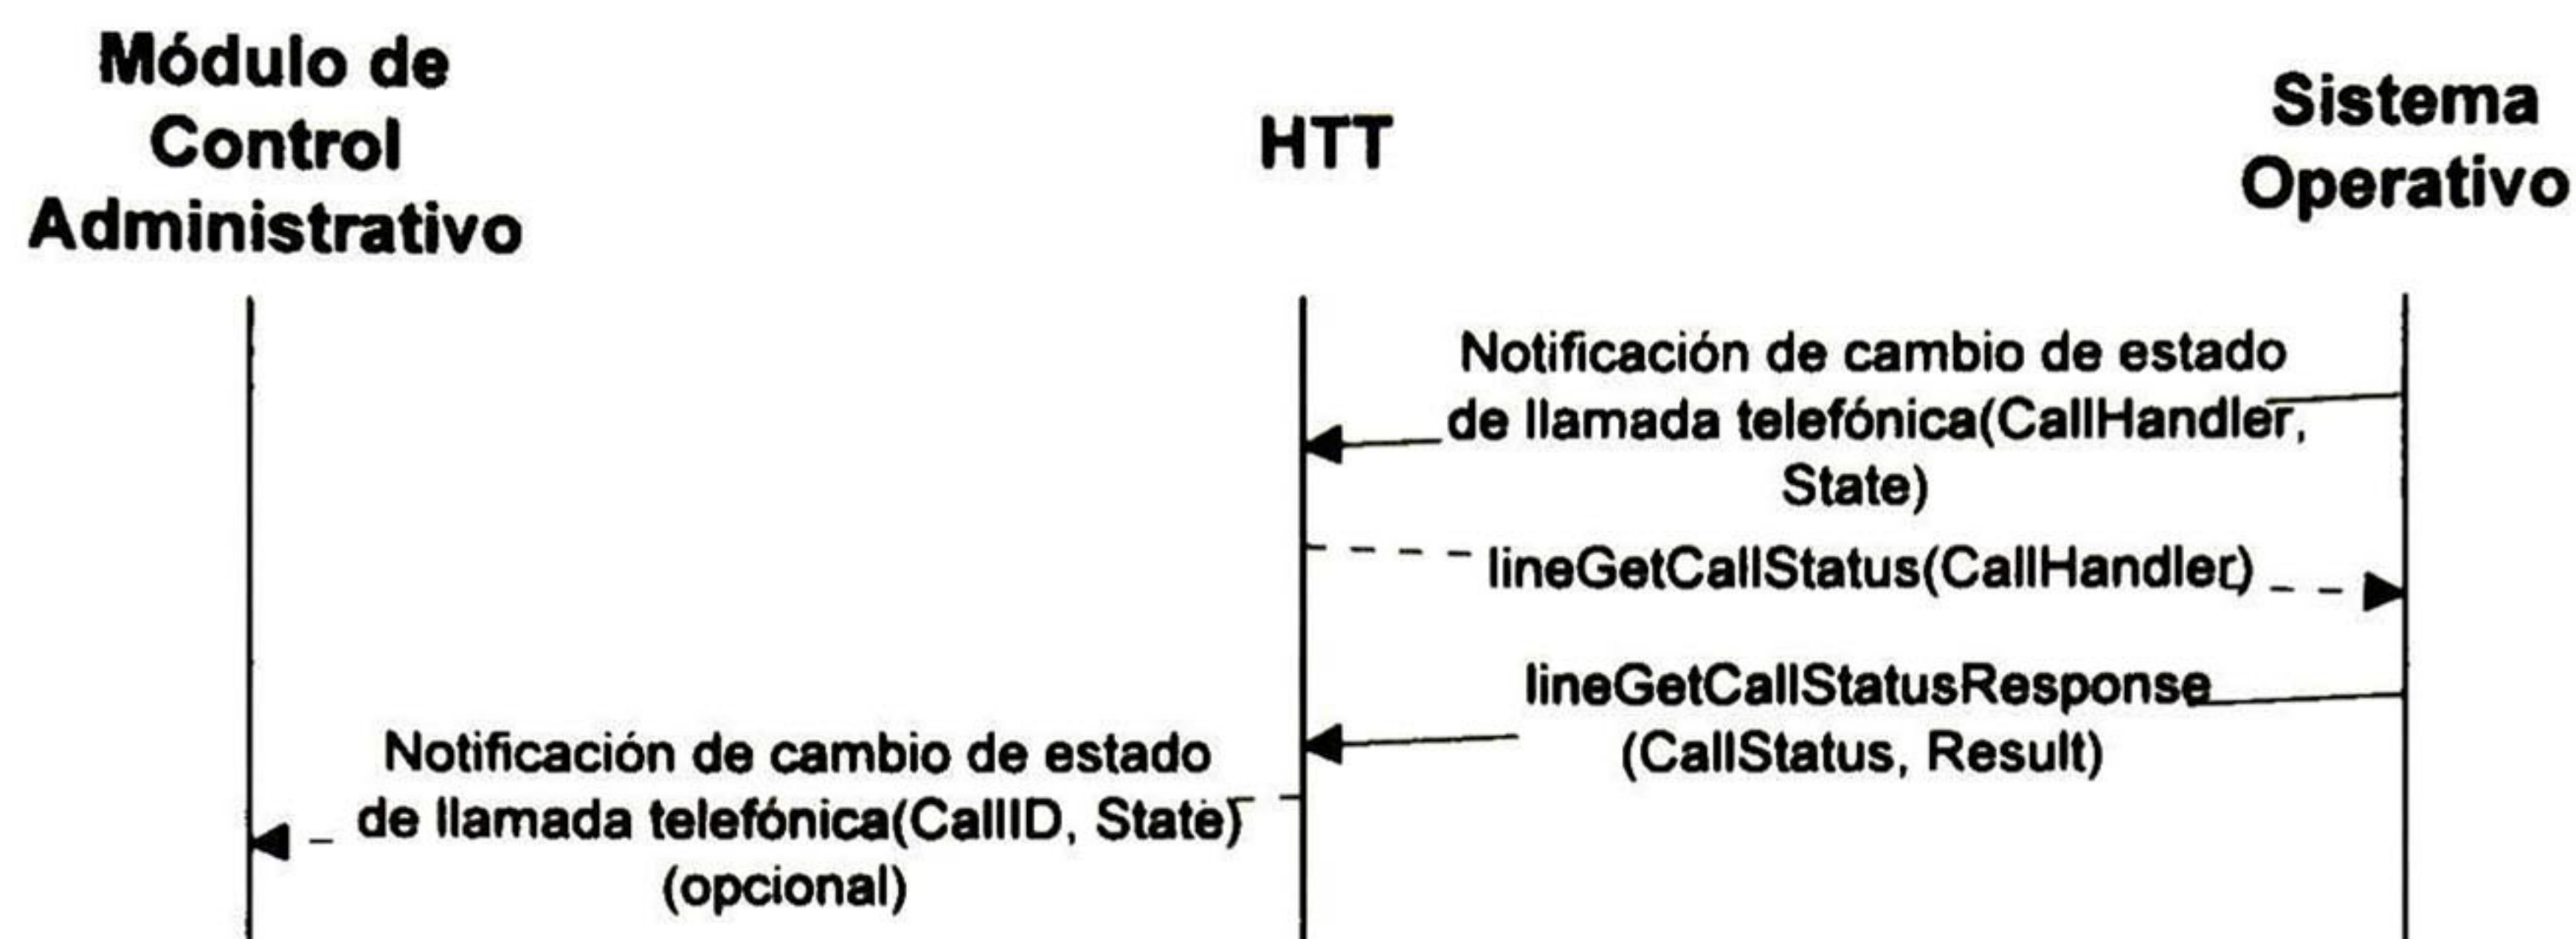 Módulo de
Control
Administrativo
HTT
Sistema
Operativo
Notificación de cambio de estado
de llamada telefónica(CallHandler,
State)
lineGetCallStatus(CallHandler)
lineGetCallStatusResponse
(CallStatus, Result)
Notificación de cambio de estado
de llamada telefónica(CallID, State)
(opcional)